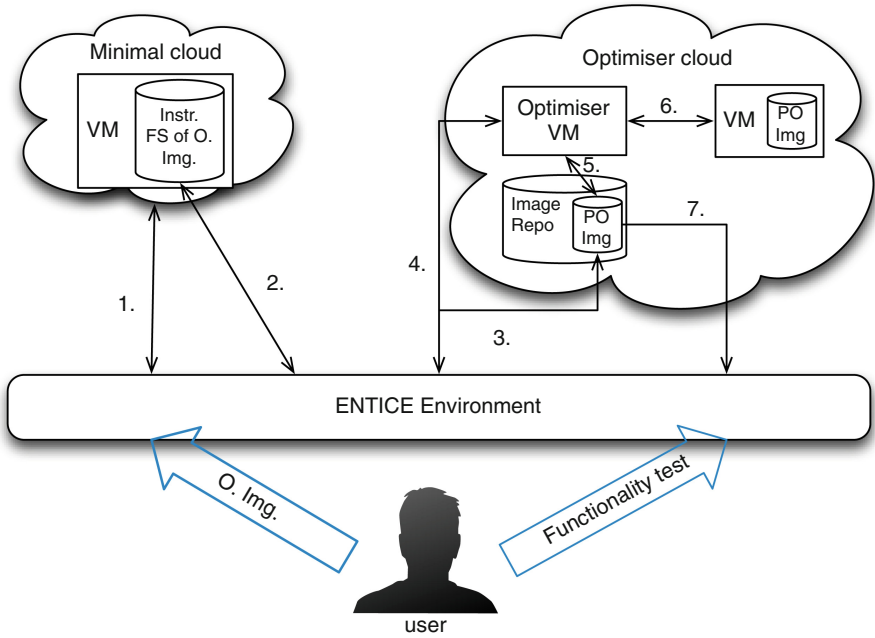 Minimal cloud
VM
Instr.
FS of O.
Img.
Optimiser cloud
Optimiser
VM
6.
VM
PO
Img
5.
Image
Repo
PO
Img
7.
1.
2.
4.
3.
ENTICE Environment
O. Img.
Functionality test
user